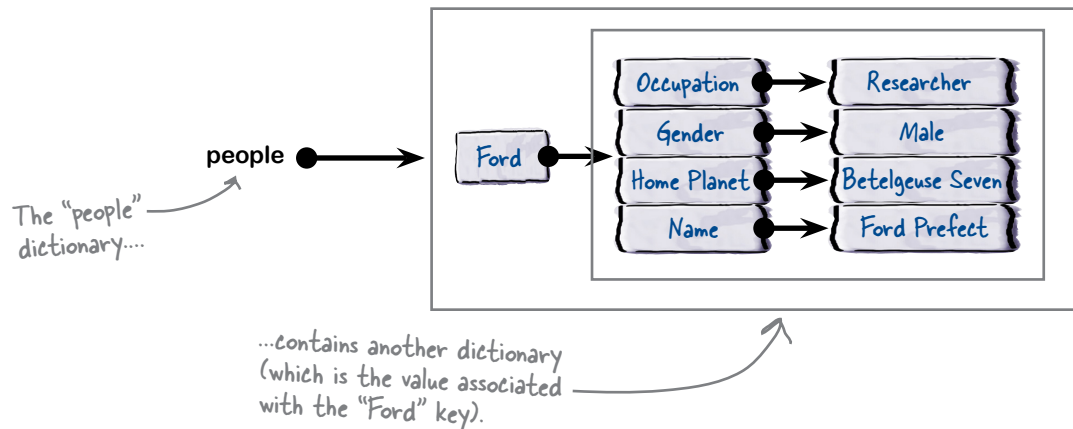 Occupation Researcher
Gender Male
people Ford
Home Planet Betelgeuse Seven
Name Ford Prefect
The “people”
dictionary....
...contains another dictionary
(which is the value associated
with the “Ford” key).